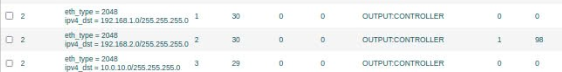 2 eth_type = 2048 ipv4_dst = 192.168.1.0/255.255.255.0 1 30 0 0 OUTPUT:CONTROLLER 0 0
2 eth_type = 2048 ipv4_dst = 192.168.2.0/255.255.255.0 2 30 0 0 OUTPUT:CONTROLLER 1 98
2 eth_type = 2048 ipv4_dst = 10.0.10.0/255.255.255.0 3 29 0 0 OUTPUT:CONTROLLER 0 0